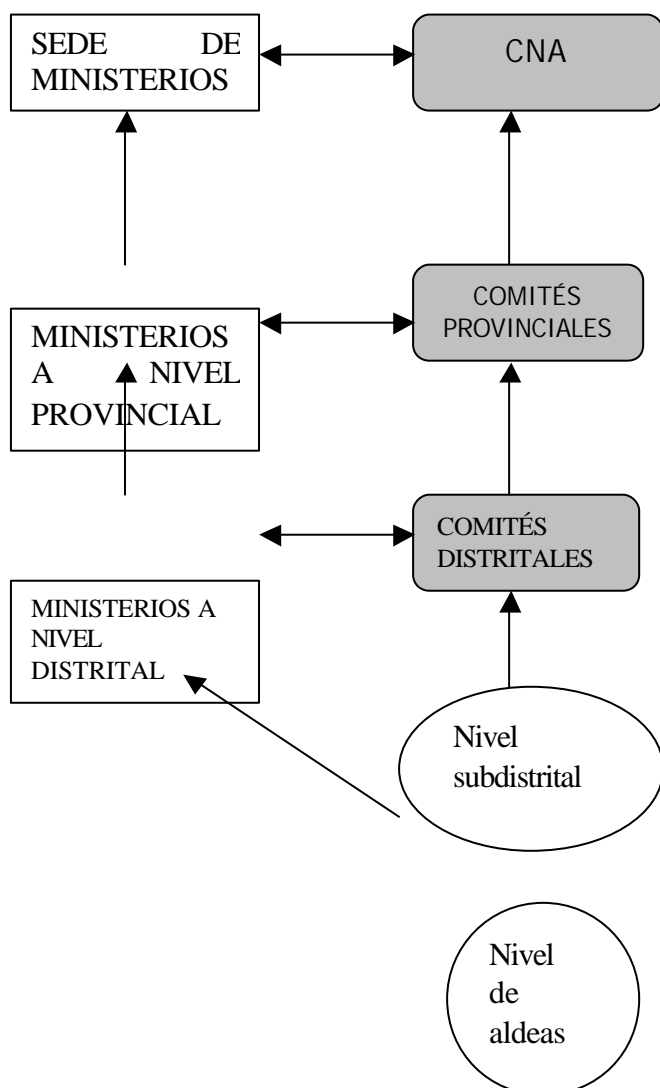 SEDE DE
MINISTERIOS
CNA
MINISTERIOS
A NIVEL
PROVINCIAL
COMITÉS
PROVINCIALES
COMITÉS
DISTRITALES
MINISTERIOS A
NIVEL
DISTRITAL
Nivel
subdistrital
Nivel
de
aldeas